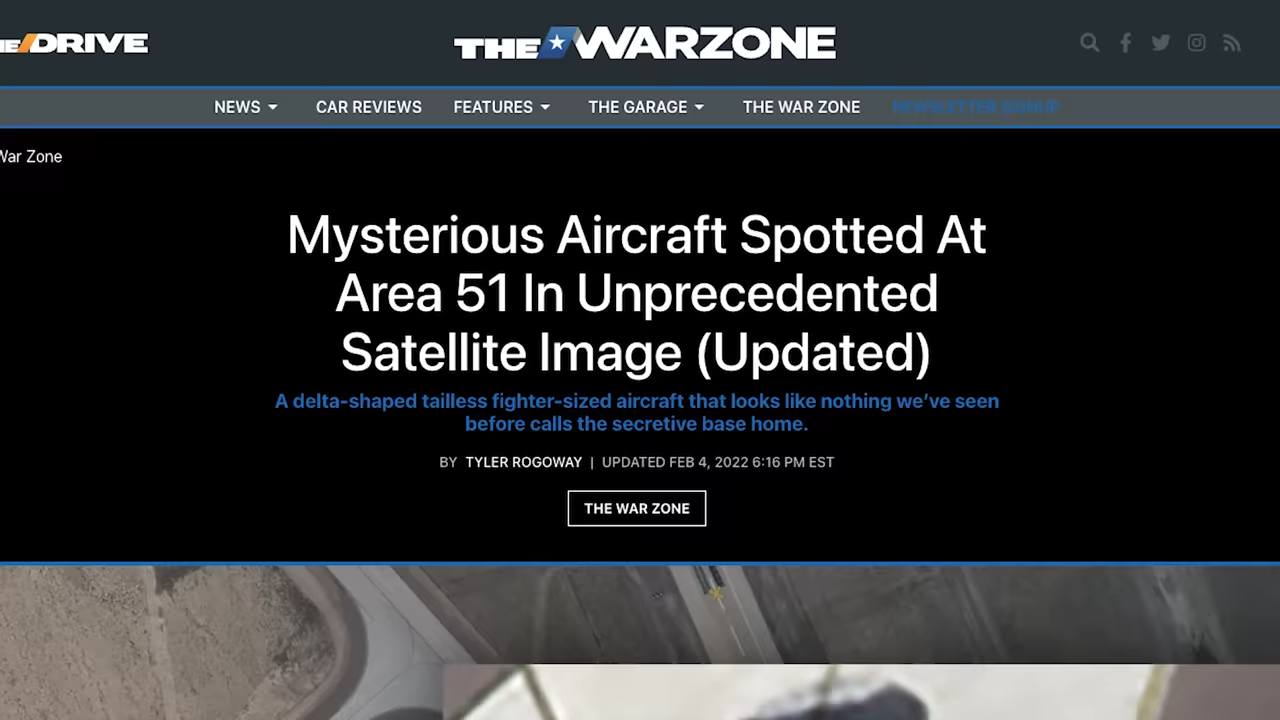 THE DRIVE
THE WARZONE
NEWS
CAR REVIEWS
FEATURES
THE GARAGE
THE WAR ZONE
NEWSLETTER SIGNUP
War Zone
Mysterious Aircraft Spotted At
Area 51 In Unprecedented
Satellite Image (Updated)
A delta-shaped tailless fighter-sized aircraft that looks like nothing we’ve seen
before calls the secretive base home.
BY TYLER ROGOWAY | UPDATED FEB 4, 2022 6:16 PM EST
THE WAR ZONE